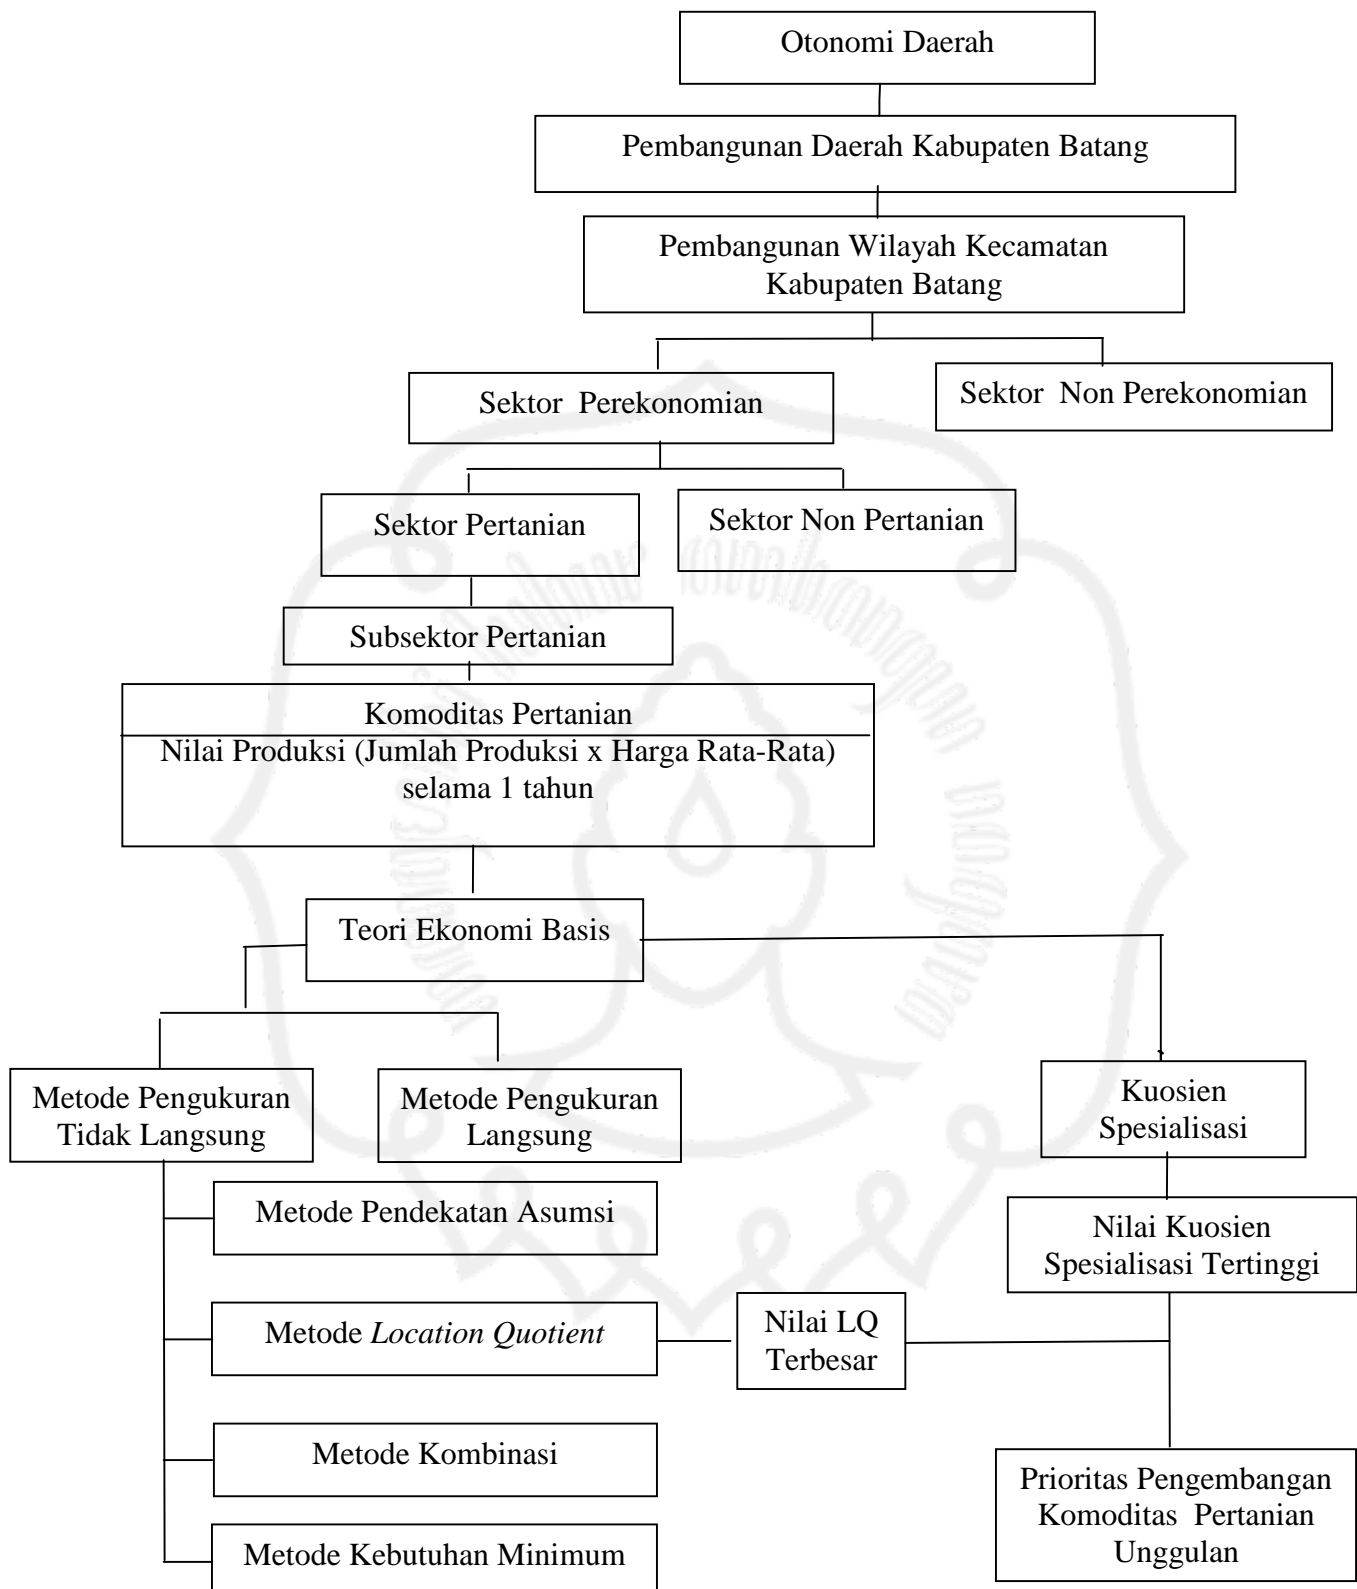 Otonomi Daerah
Pembangunan Daerah Kabupaten Batang
Pembangunan Wilayah Kecamatan
Kabupaten Batang
Sektor Perekonomian
Sektor Non Perekonomian
Sektor Pertanian
Sektor Non Pertanian
Subsektor Pertanian
Komoditas Pertanian
Nilai Produksi (Jumlah Produksi x Harga Rata-Rata)
selama 1 tahun
Teori Ekonomi Basis
Metode Pengukuran
Tidak Langsung
Metode Pengukuran
Langsung
Kuosien
Spesialisasi
Metode Pendekatan Asumsi
Nilai Kuosien
Spesialisasi Tertinggi
Metode Location Quotient
Nilai LQ
Terbesar
Metode Kombinasi
Prioritas Pengembangan
Komoditas Pertanian
Unggulan
Metode Kebutuhan Minimum